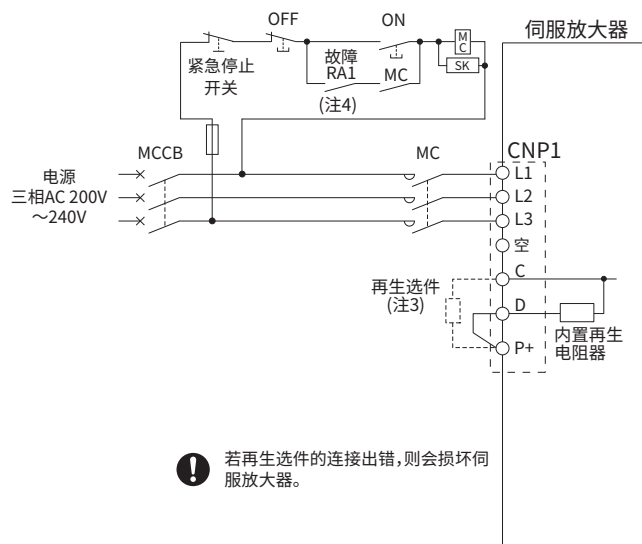 OFF
ON
伺服放大器
紧急停止
开关
故障
RA1
(注4)
MC
M
C
SK
MCCB
MC
CNP1
电源
三相AC 200V
～240V
L1
L2
L3
空
C
再生选件
(注3)
D
内置再生
电阻器
P+
若再生选件的连接出错,则会损坏伺
服放大器。